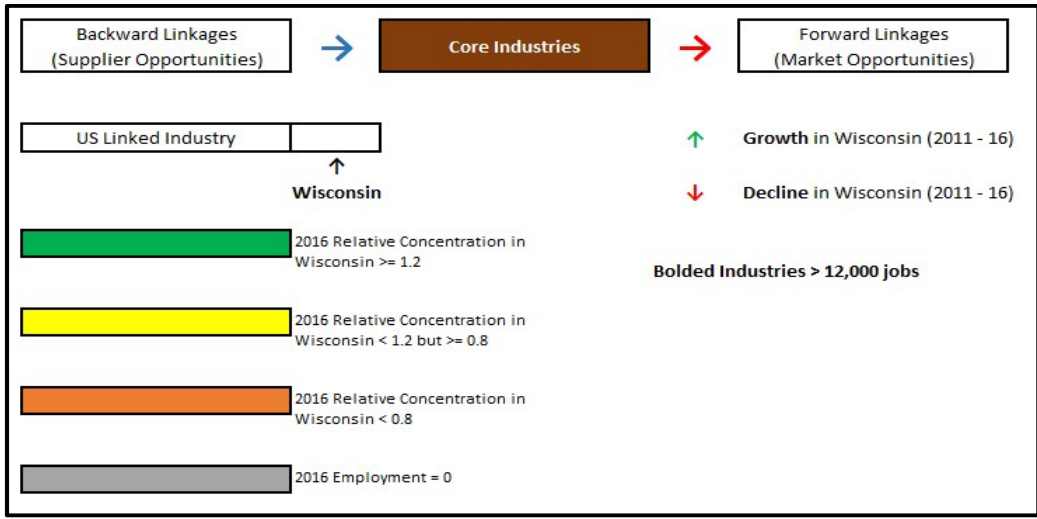 Backward Linkages
(Supplier Opportunities)
→
Core Industries
→
Forward Linkages
(Market Opportunities)
US Linked Industry
↑
Wisconsin
↑ Growth in Wisconsin (2011 - 16)
↓ Decline in Wisconsin (2011 - 16)
2016 Relative Concentration in
Wisconsin >= 1.2
Bolded Industries > 12,000 jobs
2016 Relative Concentration in
Wisconsin < 1.2 but >= 0.8
2016 Relative Concentration in
Wisconsin < 0.8
2016 Employment = 0